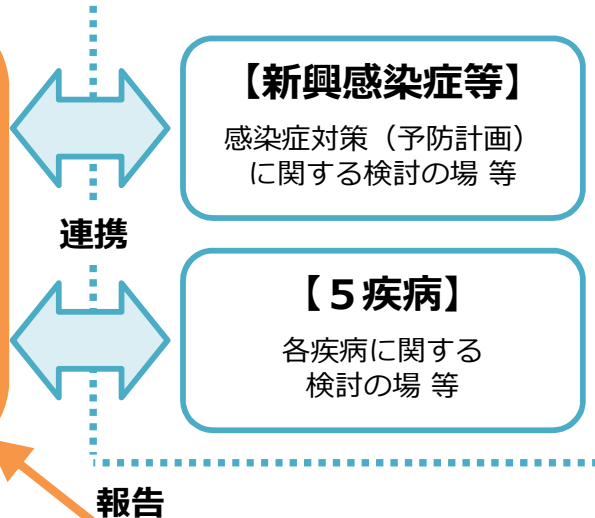 【新興感染症等】
感染症対策（予防計画）
に関する検討の場 等
連携
【５疾病】
各疾病に関する
検討の場 等
報告